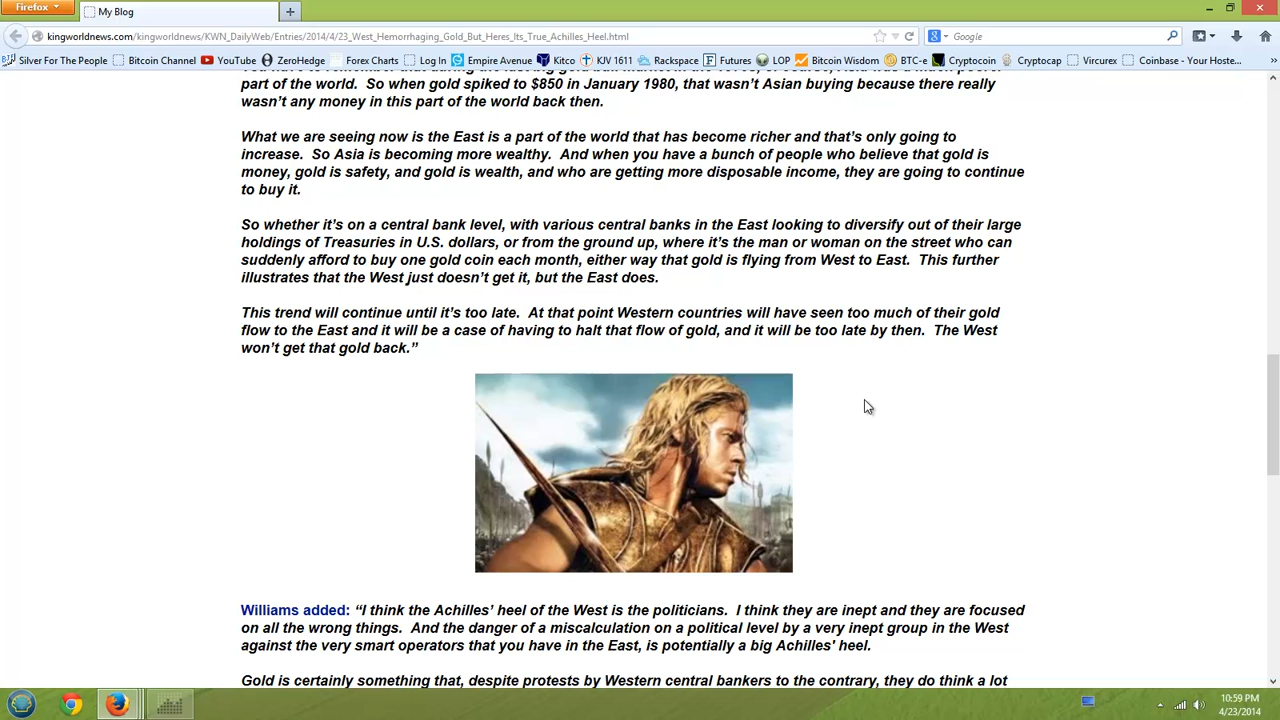 Firefox
My Blog
kingworldnews.com/kingworldnews/KWN_DailyWeb/Entries/2014/4/23_West_Hemorrhaging_Gold_But_Heres_Its_True_Achilles_Heel.html
Google
Silver For The People
Bitcoin Channel
YouTube
ZeroHedge
Forex Charts
Log In
Empire Avenue
Kitco
KJV 1611
Rackspace
Futures
LOP
Bitcoin Wisdom
BTC-e
Cryptocoin
Cryptocap
Vircurex
Coinbase - Your Hoste...
part of the world. So when gold spiked to $850 in January 1980, that wasn’t Asian buying because there really
wasn’t any money in this part of the world back then.
What we are seeing now is the East is a part of the world that has become richer and that’s only going to
increase. So Asia is becoming more wealthy. And when you have a bunch of people who believe that gold is
money, gold is safety, and gold is wealth, and who are getting more disposable income, they are going to continue
to buy it.
So whether it’s on a central bank level, with various central banks in the East looking to diversify out of their large
holdings of Treasuries in U.S. dollars, or from the ground up, where it’s the man or woman on the street who can
suddenly afford to buy one gold coin each month, either way that gold is flying from West to East. This further
illustrates that the West just doesn’t get it, but the East does.
This trend will continue until it’s too late. At that point Western countries will have seen too much of their gold
flow to the East and it will be a case of having to halt that flow of gold, and it will be too late by then. The West
won’t get that gold back.”
Williams added: “I think the Achilles’ heel of the West is the politicians. I think they are inept and they are focused
on all the wrong things. And the danger of a miscalculation on a political level by a very inept group in the West
against the very smart operators that you have in the East, is potentially a big Achilles' heel.
Gold is certainly something that, despite protests by Western central bankers to the contrary, they do think a lot
10:59 PM
4/23/2014